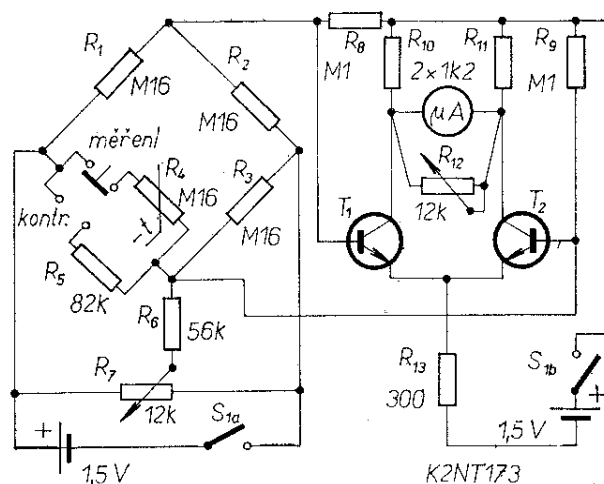 R1
M16
R2
M16
měření
R4
M16
-t
R3
M16
kontr.
R5
82k
R6
56k
R7
12k
S1a
+
1,5 V
R8
M1
R10
R11
2×1k2
R9
M1
μA
R12
12k
T1
T2
R13
300
S1b
+
1,5 V
K2NT173